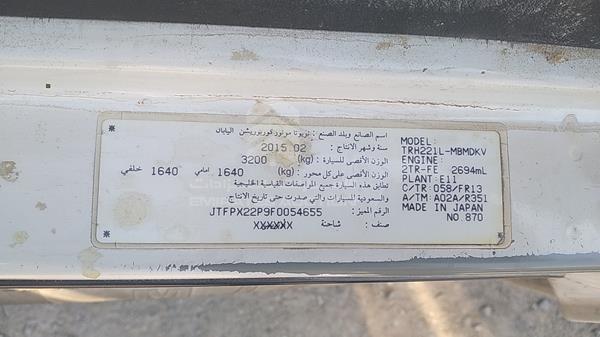 اسم الصانع وبلد الصنع : تويوتا موتور كوربوريشن اليابان
سنة وشهر الانتاج : 2015.02
الوزن الأقصى للسيارة : (kg) 3200
الوزن الأقصى على كل محور : (kg) 1640 امامي 1640 خلفي
تطابق هذه السيارة جميع المواصفات القياسية الخليجية
والسعودية للسيارات والتي صدرت حتى تاريخ الانتاج
الرقم المميز : JTFPX22P9F0054655
صنف : شاحنة XXXXXX
MODEL:
TRH221L-MBMDKV
ENGINE:
2TR-FE 2694mL
PLANT: E11
C/TR: 058/FR13
A/TM: A02A/R351
MADE IN JAPAN
NO.870